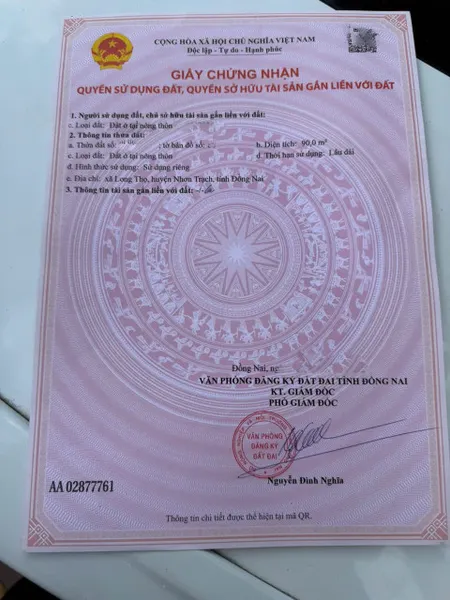 CỘNG HÒA XÃ HỘI CHỦ NGHĨA VIỆT NAM
Độc lập - Tự do - Hạnh phúc
GIẤY CHỨNG NHẬN
QUYỀN SỬ DỤNG ĐẤT, QUYỀN SỞ HỮU TÀI SẢN GẮN LIỀN VỚI ĐẤT
1. Người sử dụng đất, chủ sở hữu tài sản gắn liền với đất:
c. Loại đất: Đất ở tại nông thôn
2. Thông tin thửa đất:
a. Thửa đất số: tờ bản đồ số: b. Diện tích: 90,0 m²
c. Loại đất: Đất ở tại nông thôn d. Thời hạn sử dụng: Lâu dài
đ. Hình thức sử dụng: Sử dụng riêng
e. Địa chỉ: xã Long Thọ, huyện Nhơn Trạch, tỉnh Đồng Nai
3. Thông tin tài sản gắn liền với đất:
Đồng Nai,
VĂN PHÒNG ĐĂNG KÝ ĐẤT ĐAI TỈNH ĐỒNG NAI
KT. GIÁM ĐỐC
PHÓ GIÁM ĐỐC
VĂN PHÒNG
ĐĂNG KÝ
ĐẤT ĐAI
Nguyễn Đình Nghĩa
AA 02877761
Thông tin chi tiết được thể hiện tại mã QR.